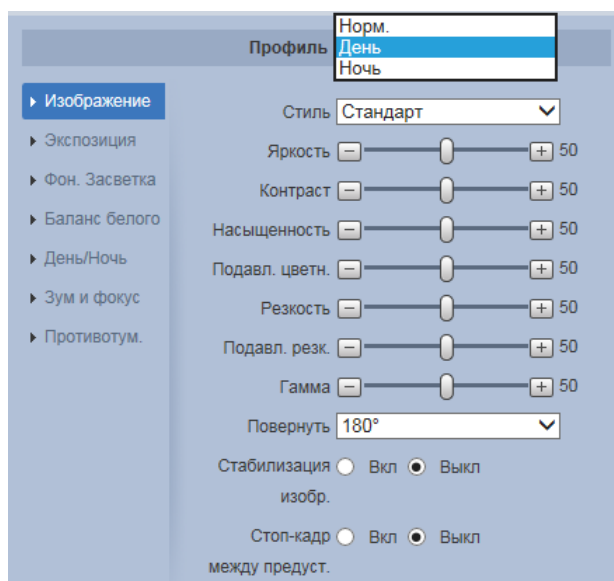 Норм.
Профиль День
Ночь
Изображение
Экспозиция
Фон. Засветка
Баланс белого
День/Ночь
Зум и фокус
Противотум.
Стиль Стандарт
Яркость 50
Контраст 50
Насыщенность 50
Подавл. цветн. 50
Резкость 50
Подавл. резк. 50
Гамма 50
Повернуть 180°
Стабилизация Вкл Выкл
изобр.
Стоп-кадр Вкл Выкл
между предуст.